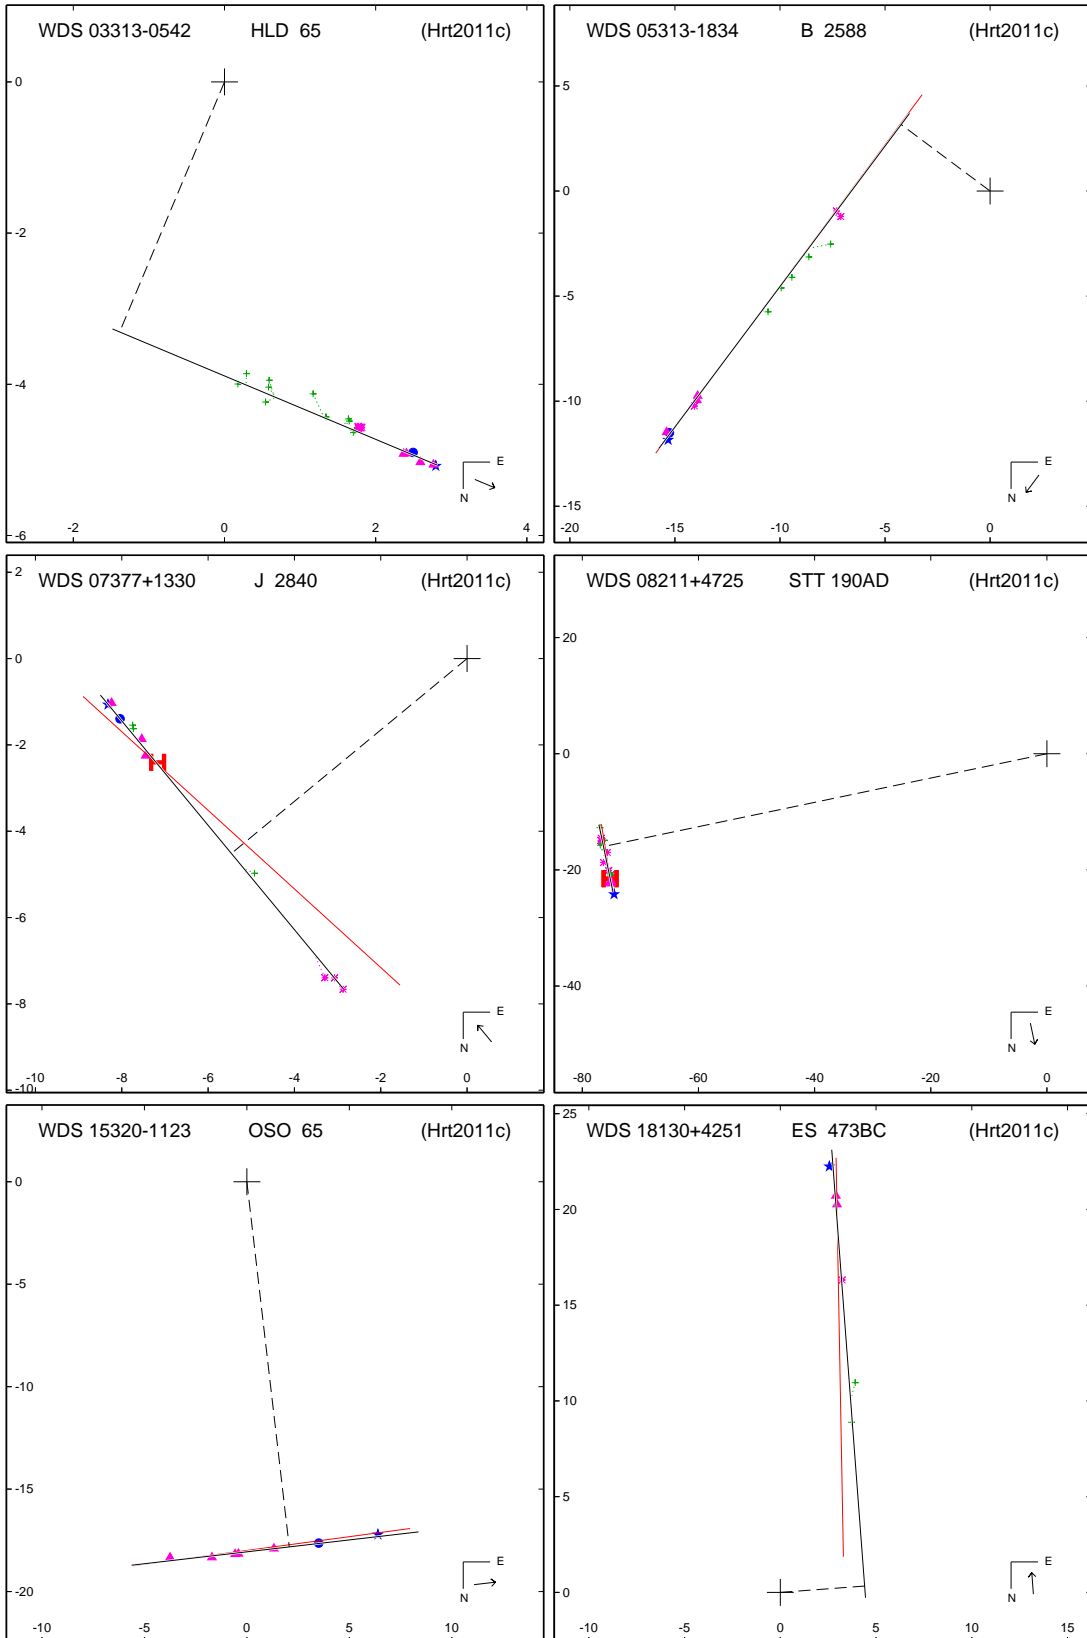 WDS 03313-0542 HLD 65 (Hrt2011c)
0
-2
-4
-6
-2 0 2 4
E
N
WDS 05313-1834 B 2588 (Hrt2011c)
5
0
-5
-10
-15
-20 -15 -10 -5 0
E
N
WDS 07377+1330 J 2840 (Hrt2011c)
2
0
-2
-4
-6
-8
-10
-10 -8 -6 -4 -2 0
E
N
WDS 08211+4725 STT 190AD (Hrt2011c)
20
0
-20
-40
-80 -60 -40 -20 0
E
N
WDS 15320-1123 OSO 65 (Hrt2011c)
0
-5
-10
-15
-20
-10 -5 0 5 10
E
N
WDS 18130+4251 ES 473BC (Hrt2011c)
25
20
15
10
5
0
-10 -5 0 5 10 15
E
N